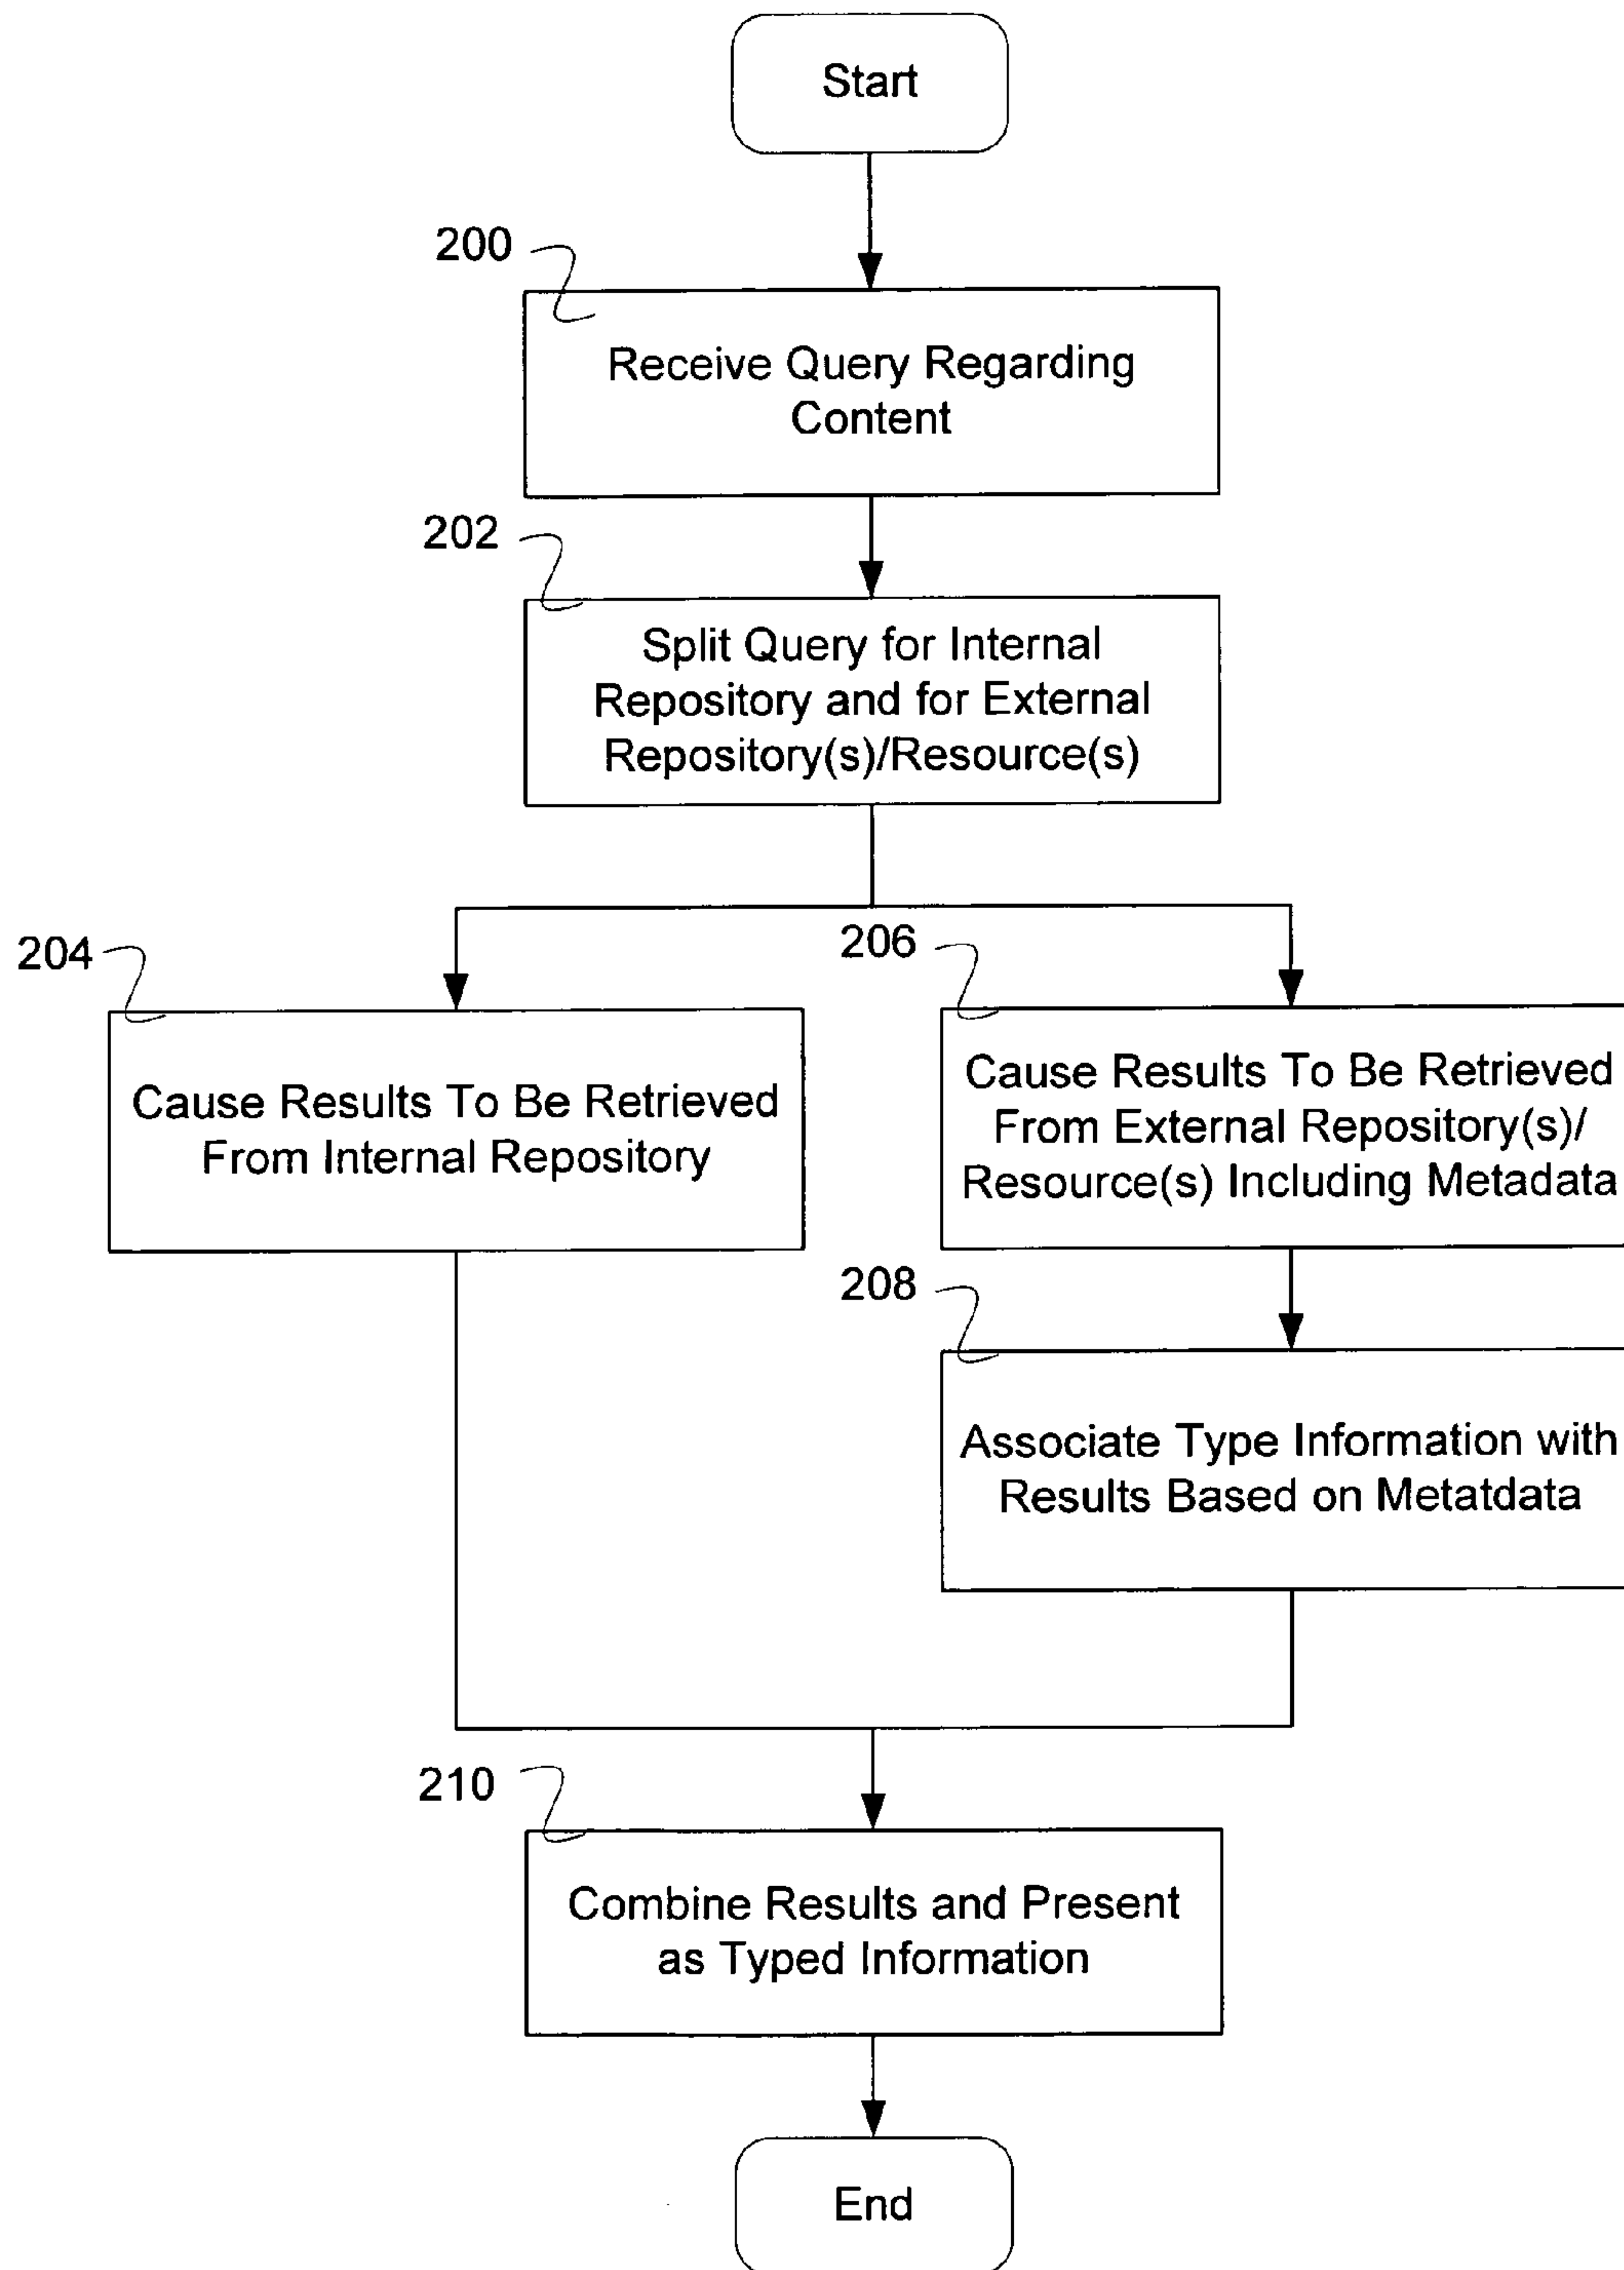 Start
200
Receive Query Regarding
Content
202
Split Query for Internal
Repository and for External
Repository(s)/Resource(s)
204
Cause Results To Be Retrieved
From Internal Repository
206
Cause Results To Be Retrieved
From External Repository(s)/
Resource(s) Including Metadata
208
Associate Type Information with
Results Based on Metatdata
210
Combine Results and Present
as Typed Information
End